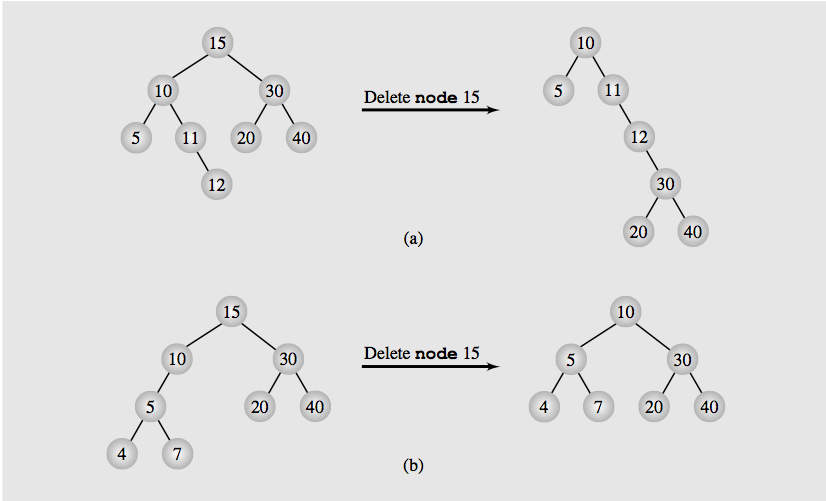 15
10
10 30 Delete node 15 5 11
5 11 20 40 12
12 30
20 40
(a)
15 10
10 30 Delete node 15 5 30
5 20 40 4 7 20 40
4 7
(b)